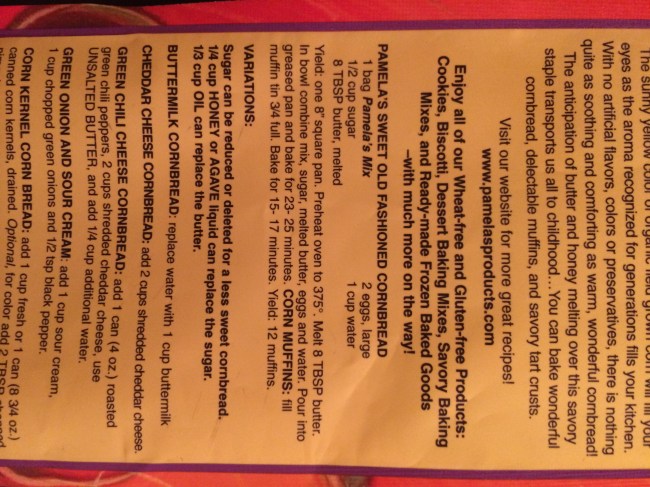 The sunny yellow color of organic field grown corn will fill your
eyes as the aroma recognized for generations fills your kitchen.
With no artificial flavors, colors or preservatives, there is nothing
quite as soothing and comforting as warm, wonderful cornbread!
The anticipation of butter and honey melting over this savory
staple transports us all to childhood...You can bake wonderful
cornbread, delectable muffins, and savory tart crusts.
Visit our website for more great recipes!
www.pamelasproducts.com
Enjoy all of our Wheat-free and Gluten-free Products:
Cookies, Biscotti, Dessert Baking Mixes, Savory Baking
Mixes, and Ready-made Frozen Baked Goods
–with much more on the way!
PAMELA'S SWEET OLD FASHIONED CORNBREAD
1 bag Pamela's Mix 2 eggs, large
1/2 cup sugar 1 cup water
8 TBSP butter, melted
Yield: one 8" square pan. Preheat oven to 375°. Melt 8 TBSP butter.
In bowl combine mix, sugar, melted butter, eggs and water. Pour into
greased pan and bake for 23- 25 minutes. CORN MUFFINS: fill
muffin tin 3/4 full. Bake for 15- 17 minutes. Yield: 12 muffins.
VARIATIONS:
Sugar can be reduced or deleted for a less sweet cornbread.
1/4 cup HONEY or AGAVE liquid can replace the sugar.
1/3 cup OIL can replace the butter.
BUTTERMILK CORNBREAD: replace water with 1 cup buttermilk
CHEDDAR CHEESE CORNBREAD: add 2 cups shredded cheddar cheese.
GREEN CHILI CHEESE CORNBREAD: add 1 can (4 oz.) roasted
green chili peppers, 2 cups shredded cheddar cheese, use
UNSALTED BUTTER, and add 1/4 cup additional water.
GREEN ONION AND SOUR CREAM: add 1 cup sour cream,
1 cup chopped green onions and 1/2 tsp black pepper.
CORN KERNEL CORN BREAD: add 1 cup fresh or 1 can (8 3/4 oz.)
canned corn kernels, drained. Optional, for color add 2 TBSP chopped